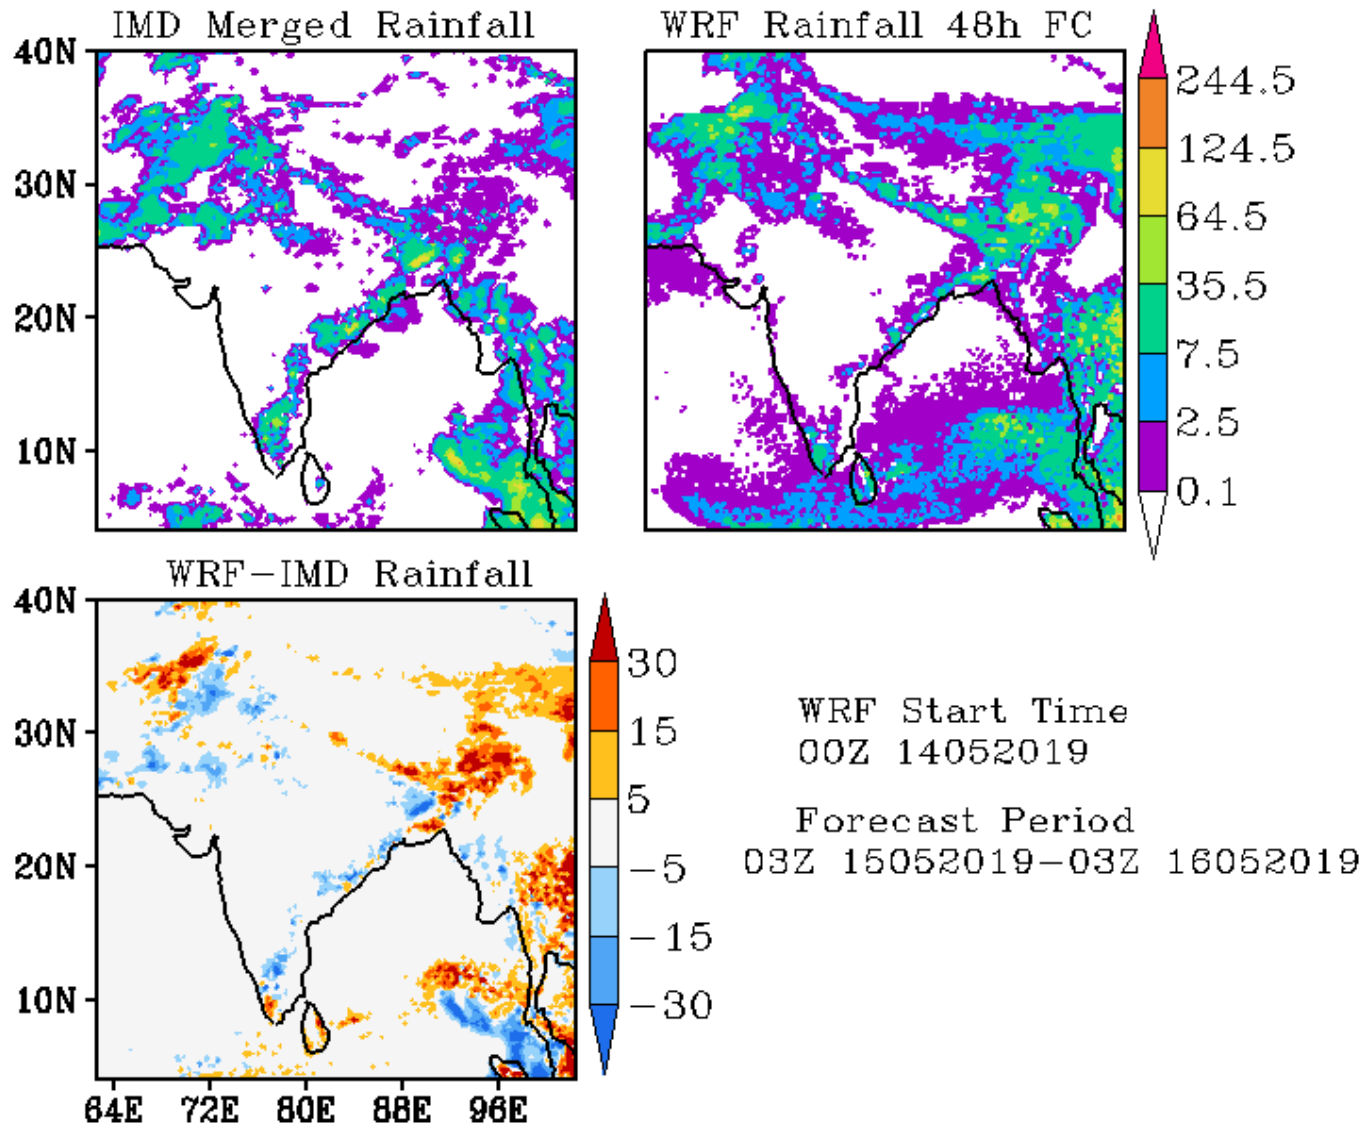 IMD Merged Rainfall
WRF Rainfall 48h FC
40N
30N
20N
10N
244.5
124.5
64.5
35.5
7.5
2.5
0.1
WRF-IMD Rainfall
40N
30N
20N
10N
64E 72E 80E 88E 96E
30
15
5
-5
-15
-30
WRF Start Time
00Z 14052019
Forecast Period
03Z 15052019-03Z 16052019